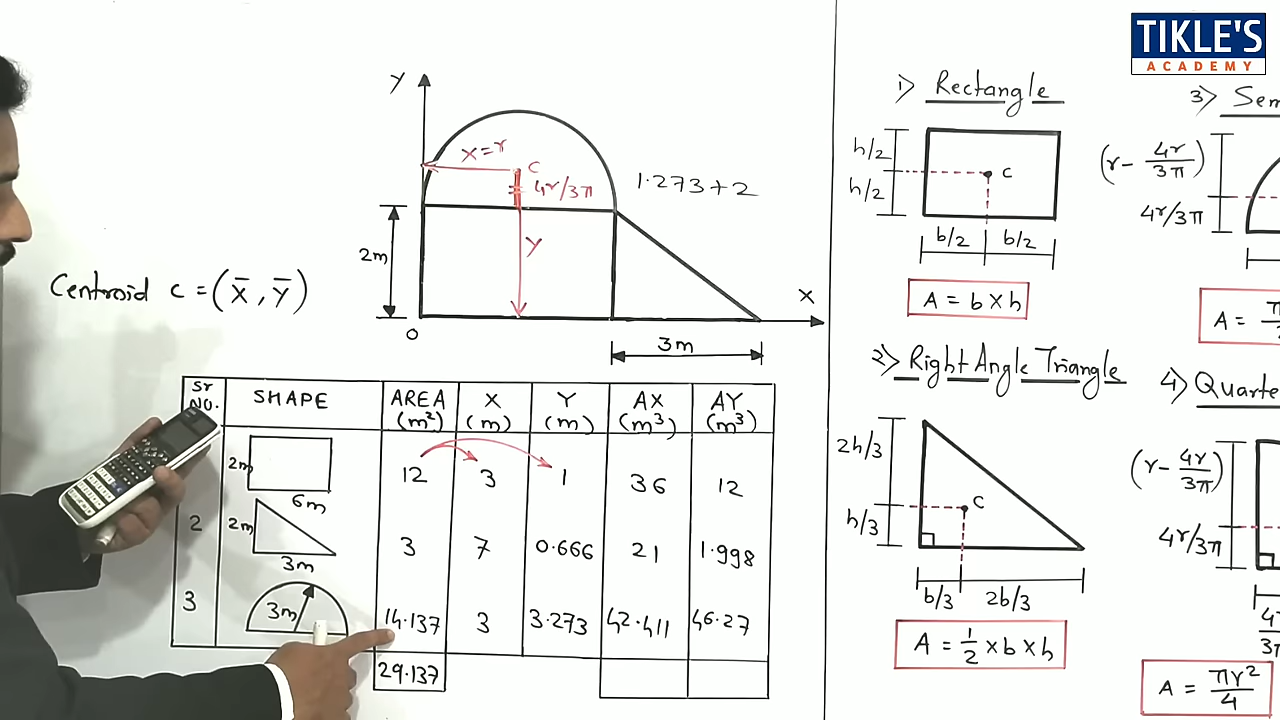 TIKLE'S
ACADEMY
Y
X=r
C
4r/3π
1.273+2
2m
Y
X
O
3m
Centroid C = (X̅, Y̅)
Sr NO. SHAPE AREA (m²) X (m) Y (m) AX (m³) AY (m³)
2m 6m 12 3 1 36 12
2 2m 3m 3 7 0.666 21 1.998
3 3m 14.137 3 3.273 42.411 46.27
29.137
1) Rectangle
h/2
h/2
C
b/2 b/2
A = b x h
2) Right Angle Triangle
2h/3
h/3
C
b/3 2b/3
A = 1/2 x b x h
3)
(r - 4r/3π)
4r/3π
A =
4)
(r - 4r/3π)
4r/3π
A = πr²/4